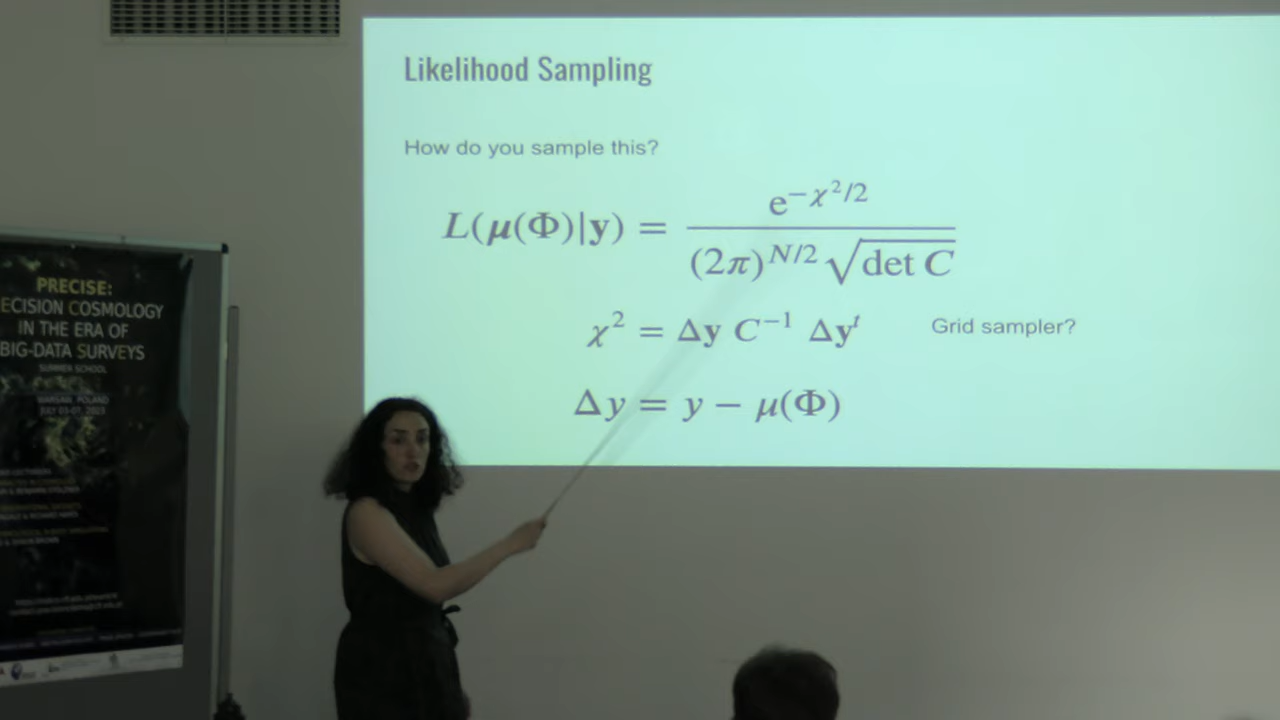 Likelihood Sampling
How do you sample this?
L(μ(Φ)|y) = e^{-χ²/2} / ((2π)^{N/2} √det C)
χ² = Δy C⁻¹ Δyᵗ
Grid sampler?
Δy = y − μ(Φ)
PRECISE:
ECISION COSMOLOGY
IN THE ERA OF
BIG-DATA SURVEYS
SUMMER SCHOOL
WARSAW, POLAND